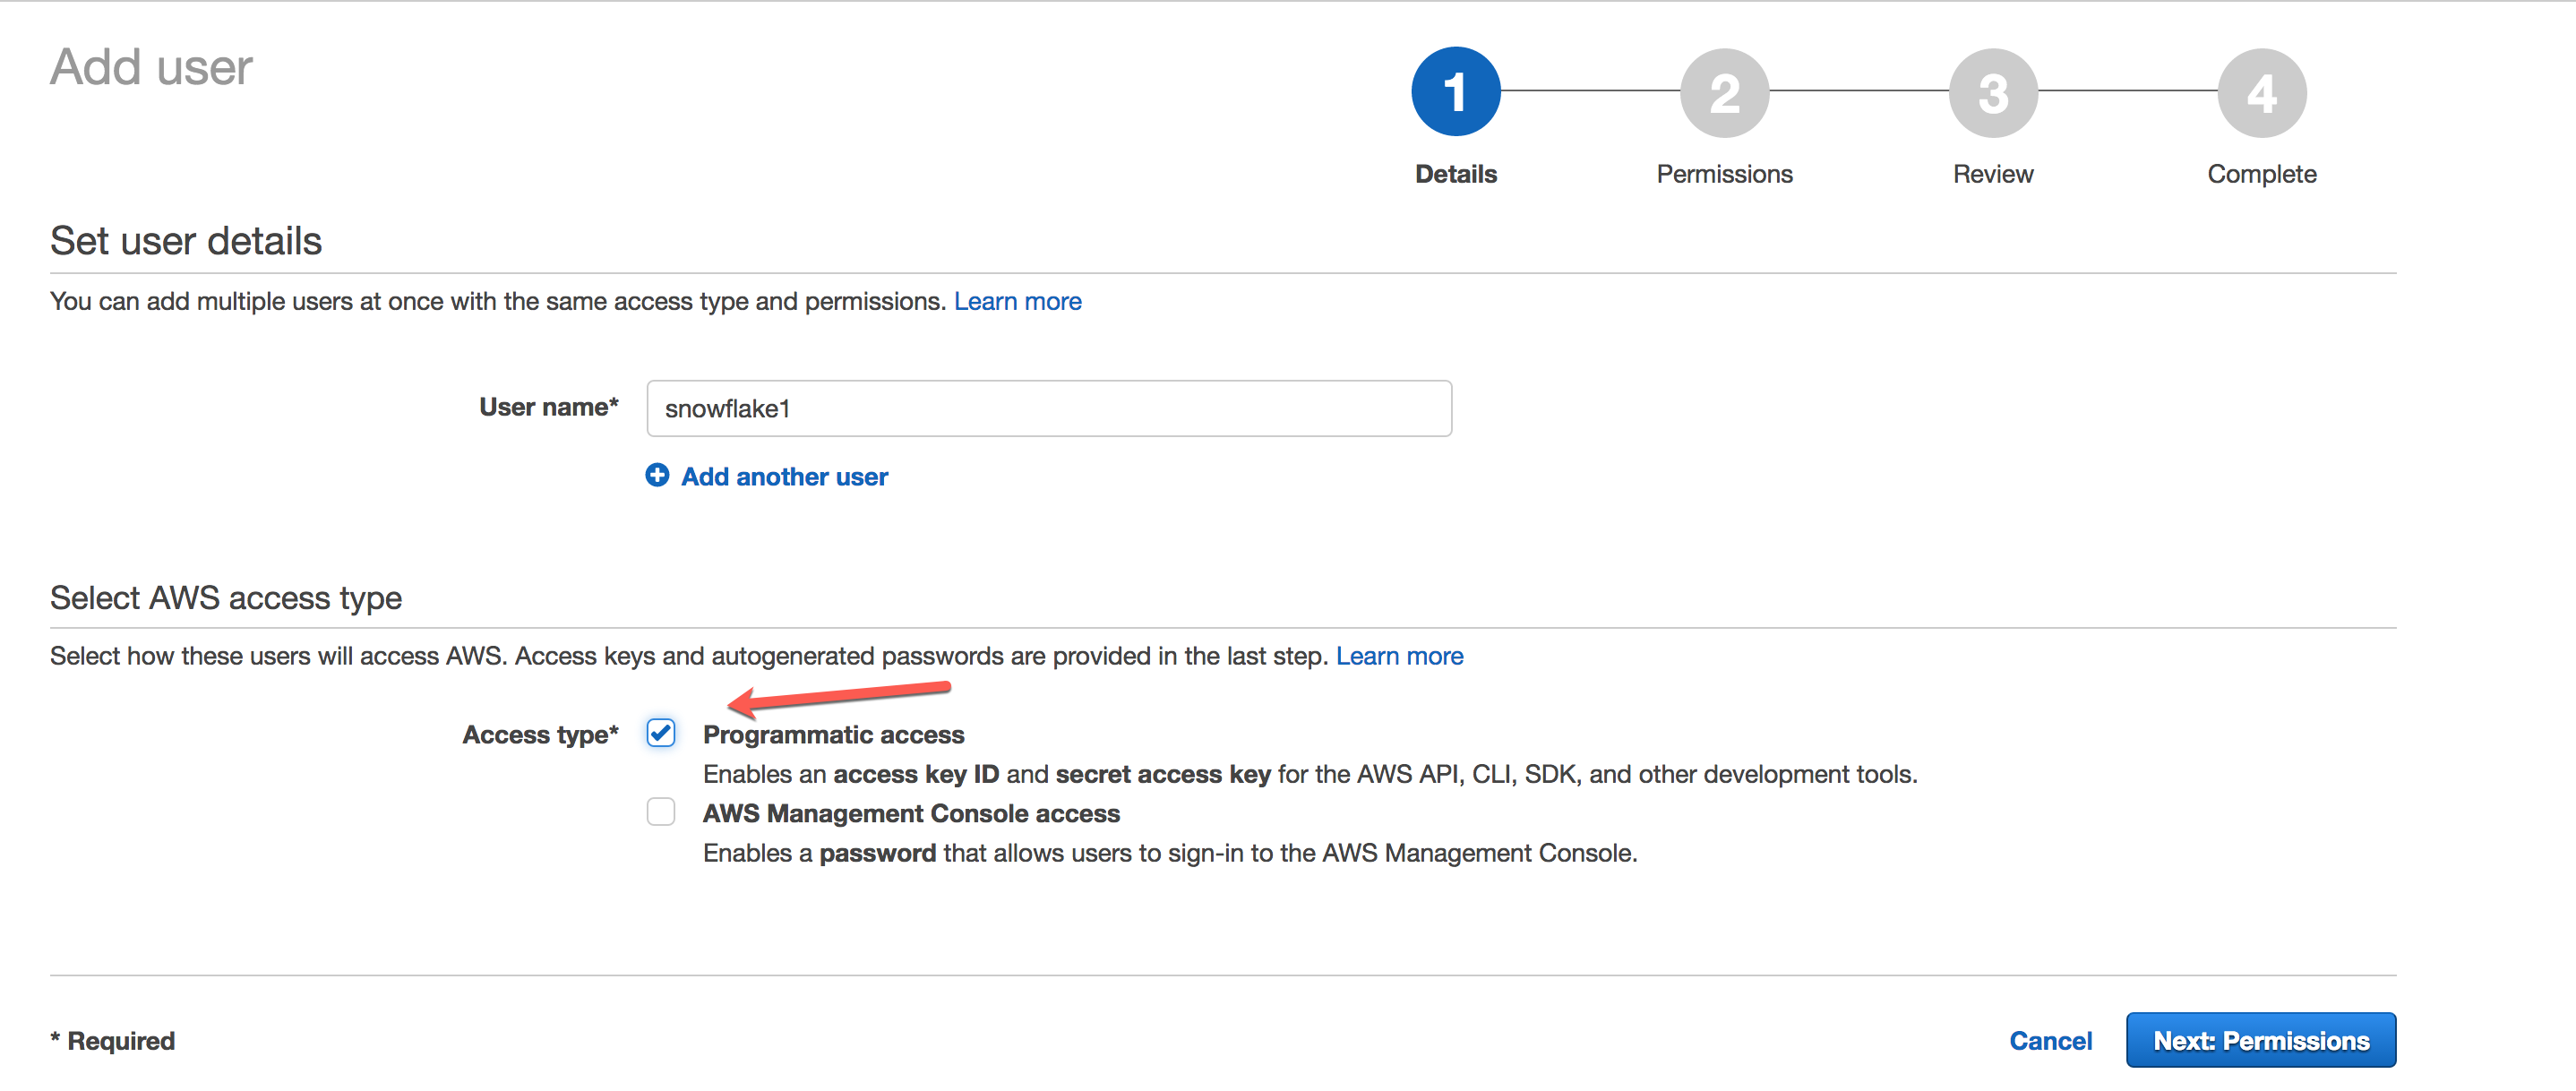 Add user
1
2
3
4
Details
Permissions
Review
Complete
Set user details
You can add multiple users at once with the same access type and permissions. Learn more
User name*
snowflake1
Add another user
Select AWS access type
Select how these users will access AWS. Access keys and autogenerated passwords are provided in the last step. Learn more
Access type*
Programmatic access
Enables an access key ID and secret access key for the AWS API, CLI, SDK, and other development tools.
AWS Management Console access
Enables a password that allows users to sign-in to the AWS Management Console.
* Required
Cancel
Next: Permissions